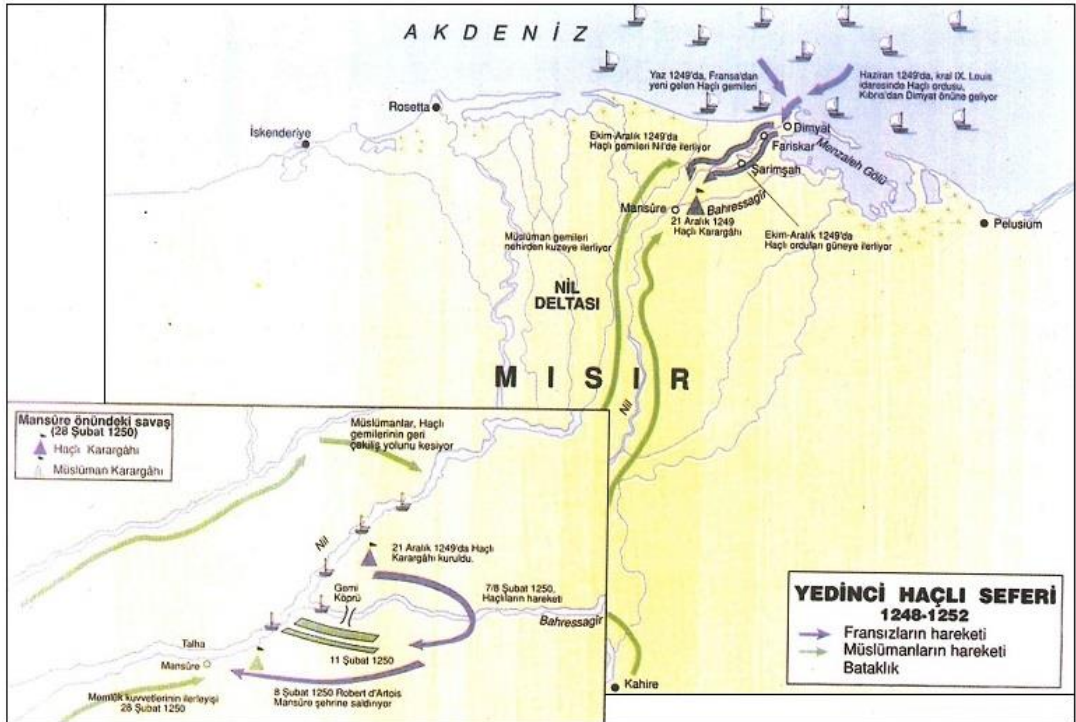 AKDENİZ
Yaz 1249'da, Fransa'dan
yeni gelen Haçlı gemileri
Haziran 1249'da, kral IX. Louis
idaresinde Haçlı ordusu,
Kıbrıs'dan Dimyat önüne geliyor
Rosetta
İskenderiye
Ekim-Aralık 1249'da
Haçlı gemileri Nil'de ilerliyor
Dimyat
Fariskar
Menzaleh Gölü
Şarimşah
Mansûre
Bahressagir
21 Aralık 1249
Haçlı Karargâhı
Pelusium
Ekim-Aralık 1249'da
Haçlı orduları güneye ilerliyor
Müslüman gemileri
nehirden kuzeye ilerliyor
NİL
DELTASI
MISIR
Nil
Mansûre önündeki savaş
(28 Şubat 1250)
Haçlı Karargâhı
Müslüman Karargâhı
Müslümanlar, Haçlı
gemilerinin geri
çekiliş yolunu kesiyor
Nil
21 Aralık 1249'da Haçlı
Karargâhı kuruldu.
Gemi
Köprü
7/8 Şubat 1250,
Haçlıların hareketi
Bahressagir
Talha
11 Şubat 1250
Mansûre
8 Şubat 1250 Robert d'Artois
Mansûre şehrine saldırıyor
Memlûk kuvvetlerinin ilerleyişi
28 Şubat 1250
Kahire
YEDİNCİ HAÇLI SEFERİ
1248-1252
Fransızların hareketi
Müslümanların hareketi
Bataklık